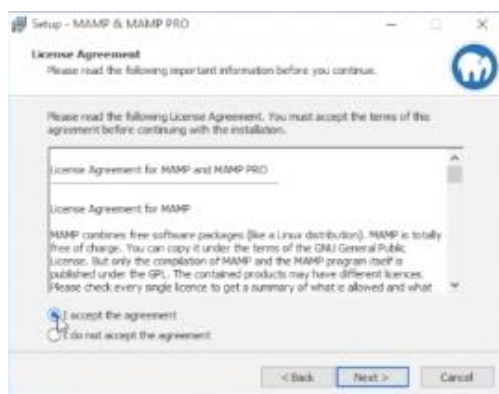 Setup - MAMP & MAMP PRO
License Agreement
Please read the following important information before you continue.
Please read the following License Agreement. You must accept the terms of this
agreement before continuing with the installation.
License Agreement for MAMP and MAMP PRO
License Agreement for MAMP
MAMP combines free software packages (like a Linux distribution). MAMP is totally
free of charge. You can copy it under the terms of the GNU General Public
License. But only the compilation of MAMP and the MAMP program itself is
published under the GPL. The contained products may have different licences.
Please check every single licence to get a summary of what is allowed and what
I accept the agreement
I do not accept the agreement
< Back
Next >
Cancel